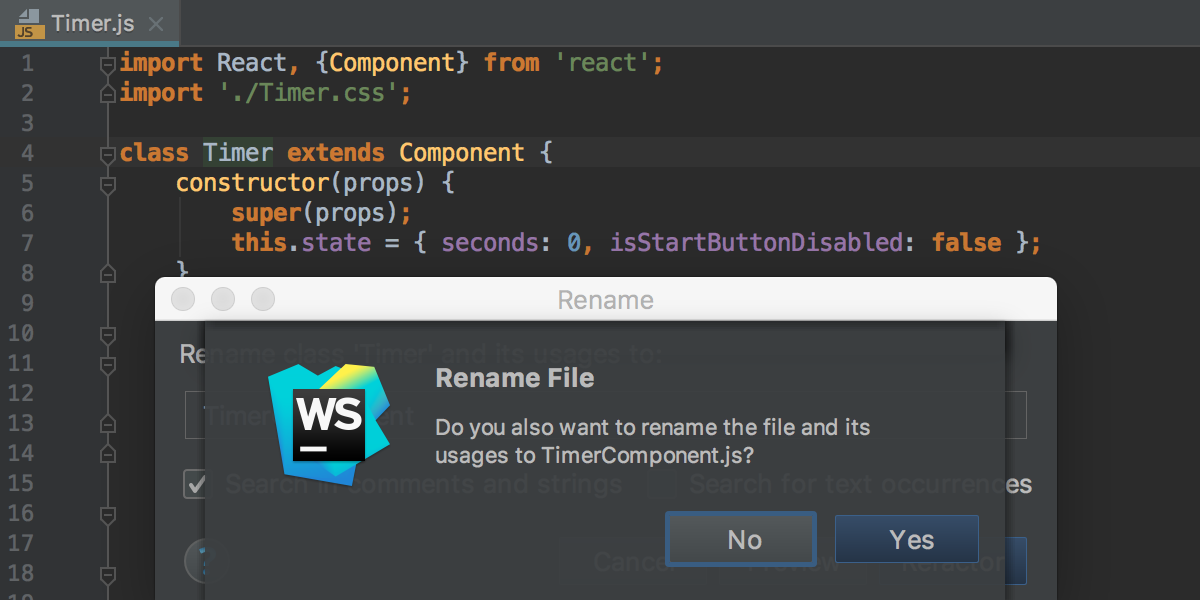 JS Timer.js
1 import React, {Component} from 'react';
2 import './Timer.css';
3
4 class Timer extends Component {
5 constructor(props) {
6 super(props);
7 this.state = { seconds: 0, isStartButtonDisabled: false };
8 }
9
Rename
10
11 Rename class 'Timer' and its usages to:
Rename File
12
13 TimerComponent
WS
Do you also want to rename the file and its
14
usages to TimerComponent.js?
15 Search in comments and strings Search for text occurrences
16
17
No Yes
18 ? Cancel Preview Refactor